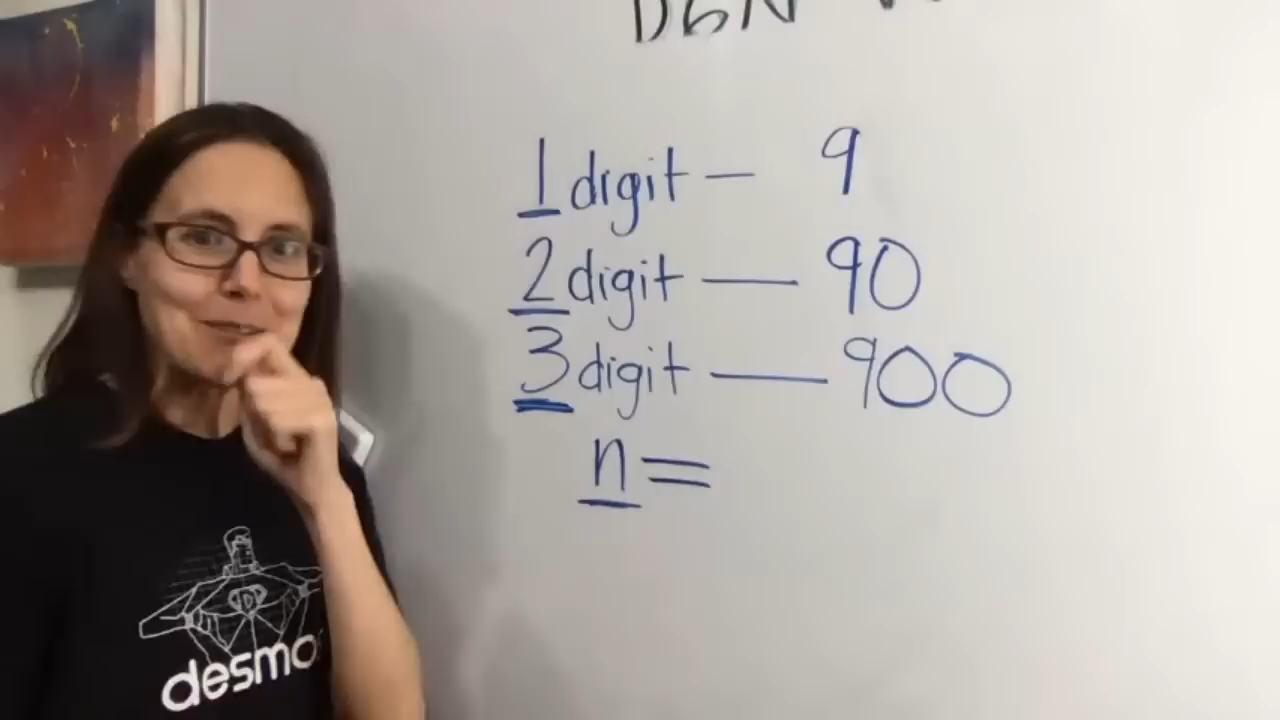 1 digit — 9
2 digit — 90
3 digit — 900
n =
D
desmo